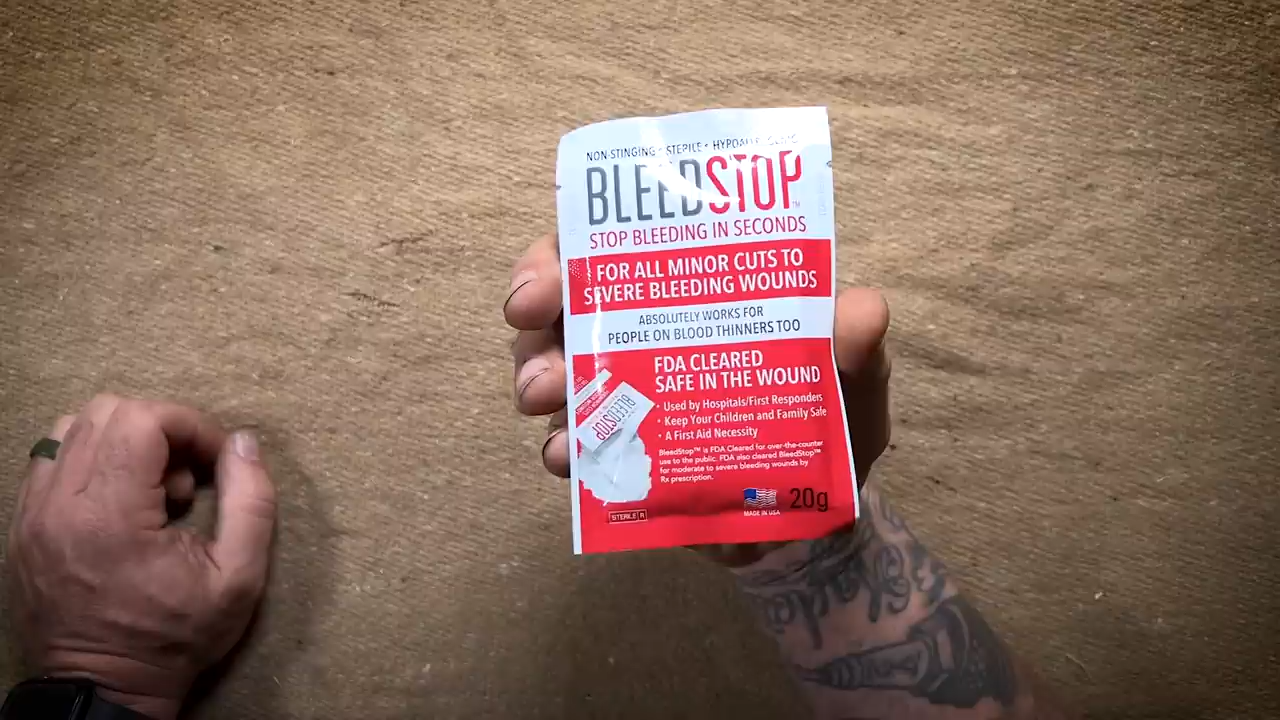 NON-STINGING • STERILE • HYPOALLERGENIC
BLEEDSTOP™
STOP BLEEDING IN SECONDS
FOR ALL MINOR CUTS TO
SEVERE BLEEDING WOUNDS
ABSOLUTELY WORKS FOR
PEOPLE ON BLOOD THINNERS TOO
FDA CLEARED
SAFE IN THE WOUND
• Used by Hospitals/First Responders
• Keep Your Children and Family Safe
• A First Aid Necessity
BleedStop™ is FDA Cleared for over-the-counter
use to the public. FDA also cleared BleedStop™
for moderate to severe bleeding wounds by
Rx prescription.
BLEEDSTOP
STERILE R
MADE IN USA
20g